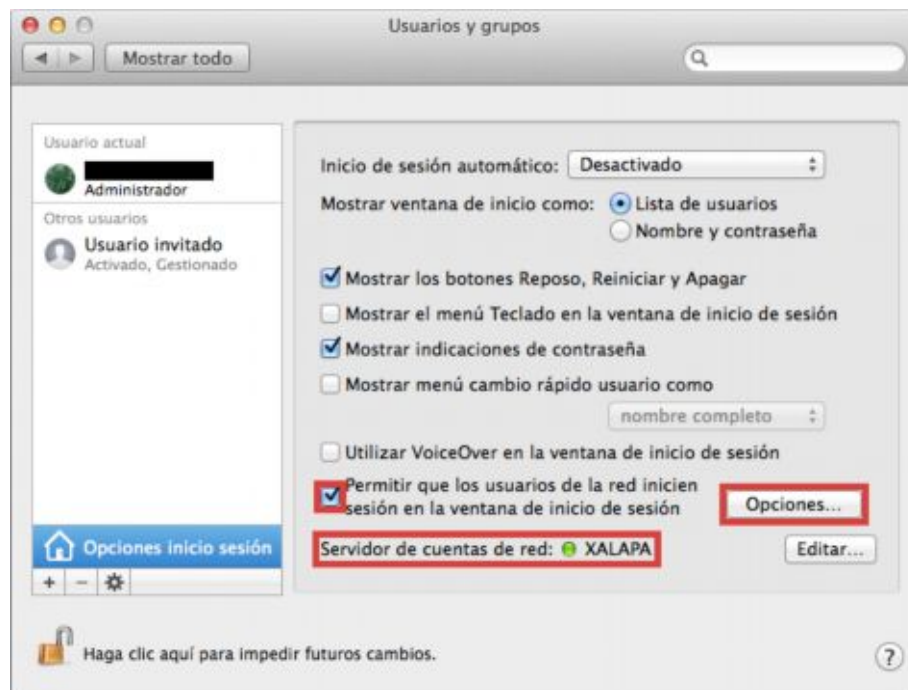 Usuarios y grupos
Mostrar todo
Usuario actual
Administrador
Otros usuarios
Usuario invitado
Activado, Gestionado
Opciones inicio sesión
+ −
Inicio de sesión automático: Desactivado
Mostrar ventana de inicio como: Lista de usuarios
Nombre y contraseña
Mostrar los botones Reposo, Reiniciar y Apagar
Mostrar el menú Teclado en la ventana de inicio de sesión
Mostrar indicaciones de contraseña
Mostrar menú cambio rápido usuario como
nombre completo
Utilizar VoiceOver en la ventana de inicio de sesión
Permitir que los usuarios de la red inicien
sesión en la ventana de inicio de sesión
Opciones...
Servidor de cuentas de red: XALAPA
Editar...
Haga clic aquí para impedir futuros cambios.
?